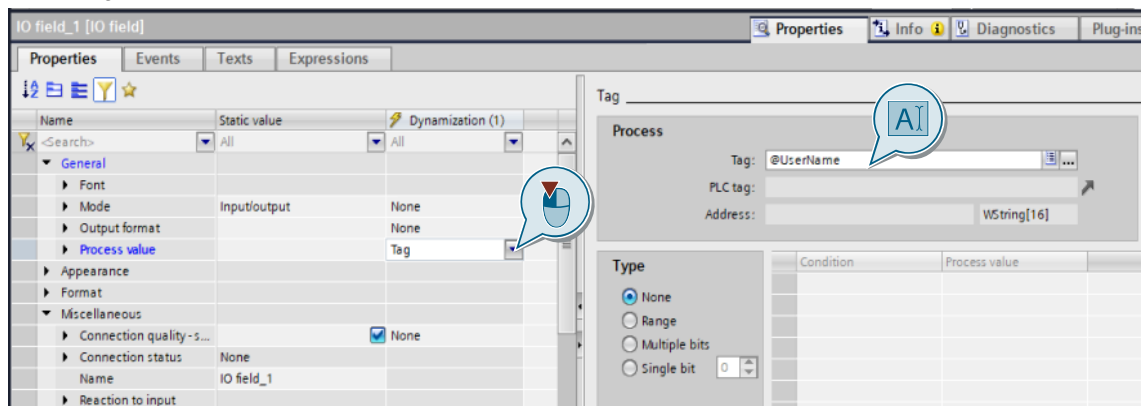 IO field_1 [IO field]
Properties Info Diagnostics Plug-ins
Properties Events Texts Expressions
Name Static value Dynamization (1)
<Search> All All
General
Font
Mode Input/output None
Output format None
Process value Tag
Appearance
Format
Miscellaneous
Connection quality - s... None
Connection status None
Name IO field_1
Reaction to input
Tag
Process
Tag: @UserName
PLC tag:
Address: WString[16]
Type
None
Range
Multiple bits
Single bit 0
Condition Process value
A